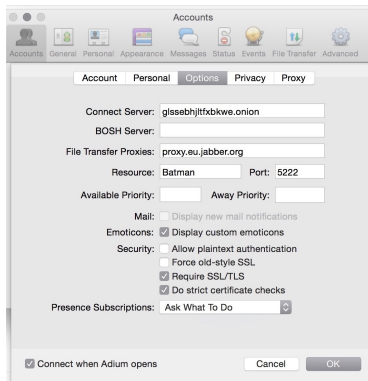 Accounts
Accounts General Personal Appearance Messages Status Events File Transfer Advanced
Account Personal Options Privacy Proxy
Connect Server: glssebhjltfxbkwe.onion
BOSH Server:
File Transfer Proxies: proxy.eu.jabber.org
Resource: Batman Port: 5222
Available Priority: Away Priority:
Mail: Display new mail notifications
Emoticons: Display custom emoticons
Security: Allow plaintext authentication
Force old-style SSL
Require SSL/TLS
Do strict certificate checks
Presence Subscriptions: Ask What To Do
Connect when Adium opens Cancel OK